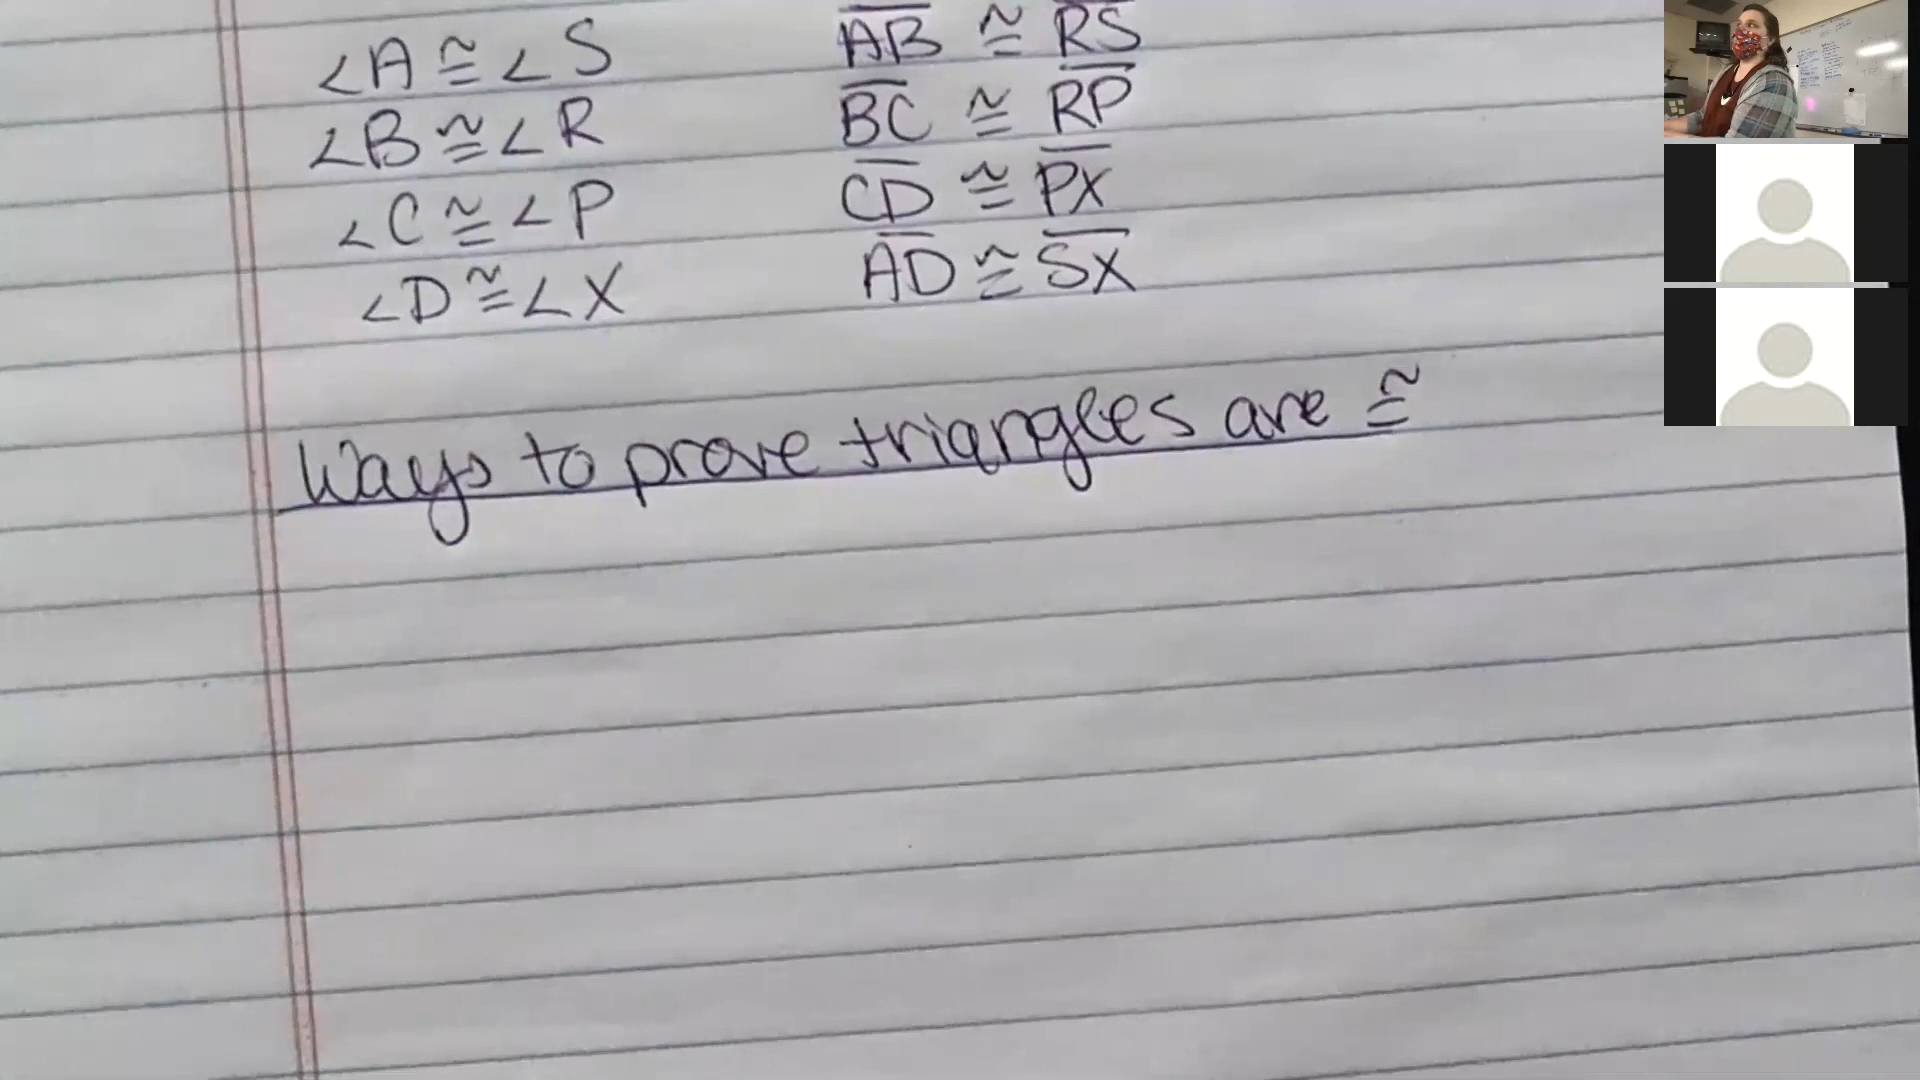 ∠A ≅ ∠S
∠B ≅ ∠R
∠C ≅ ∠P
∠D ≅ ∠X
AB ≅ RS
BC ≅ RP
CD ≅ PX
AD ≅ SX
Ways to prove triangles are ≅